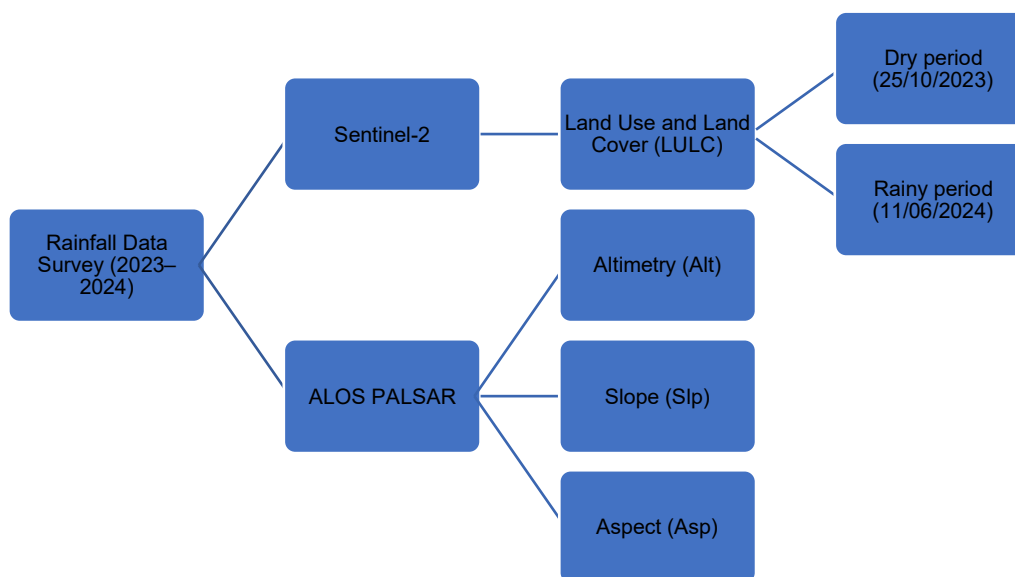 Rainfall Data
Survey (2023–
2024)
Sentinel-2
Land Use and Land
Cover (LULC)
Dry period
(25/10/2023)
Rainy period
(11/06/2024)
ALOS PALSAR
Altimetry (Alt)
Slope (Slp)
Aspect (Asp)